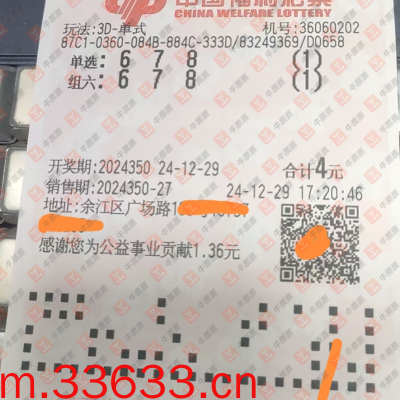 中国福利彩票
CHINA WELFARE LOTTERY
玩法:3D-单式 机号:36060202
87C1-0360-084B-884C-333D/83249369/D0658
单选: 6 7 8 (1)
组六: 6 7 8 (1)
开奖期:2024350 24-12-29 合计4元
销售期:2024350-27 24-12-29 17:20:46
地址:余江区广场路
感谢您为公益事业贡献1.36元
m.33633.cn